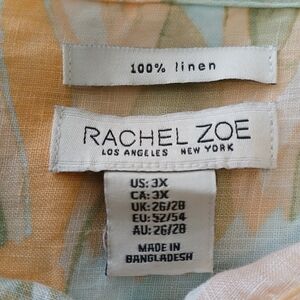 100% linen
RACHEL ZOE
LOS ANGELES NEW YORK
US: 3X
CA: 3X
UK: 26/28
EU: 52/54
AU: 26/28
MADE IN
BANGLADESH